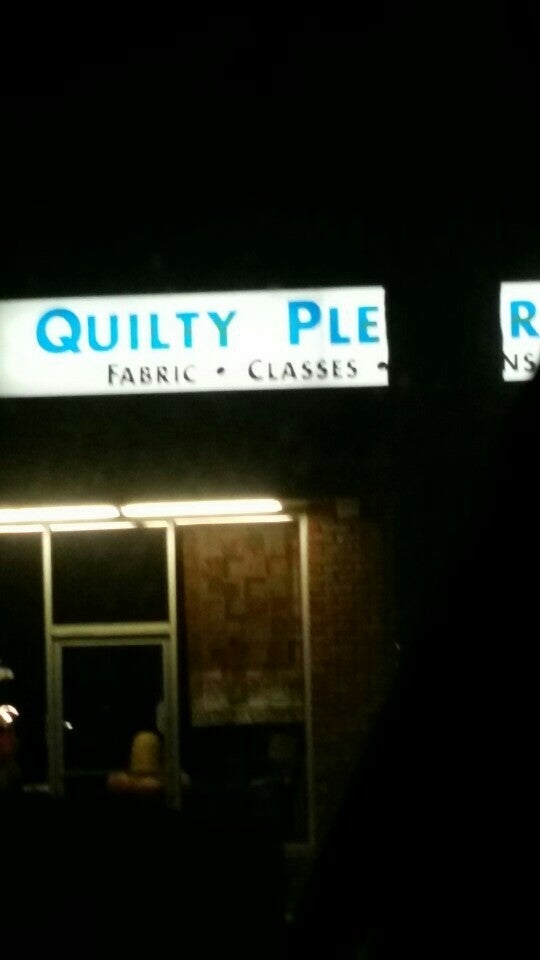 QUILTY PLE R
FABRIC • CLASSES • NS